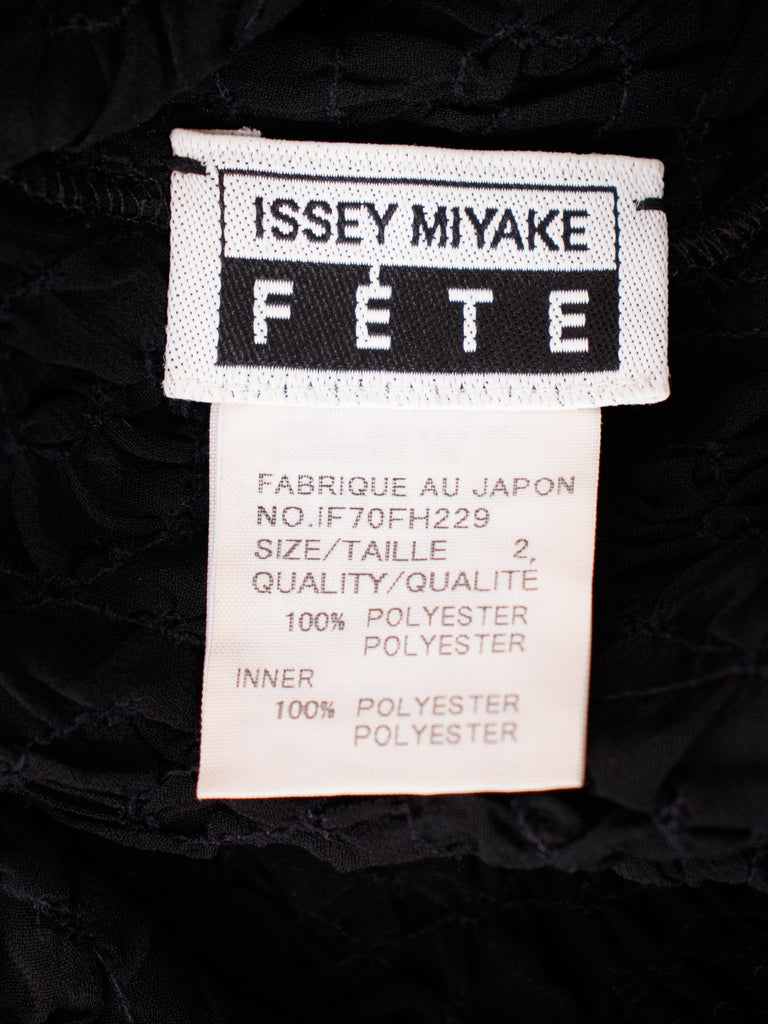 ISSEY MIYAKE
FÊTE
FABRIQUE AU JAPON
NO.IF70FH229
SIZE/TAILLE 2,
QUALITY/QUALITE
100% POLYESTER
POLYESTER
INNER
100% POLYESTER
POLYESTER